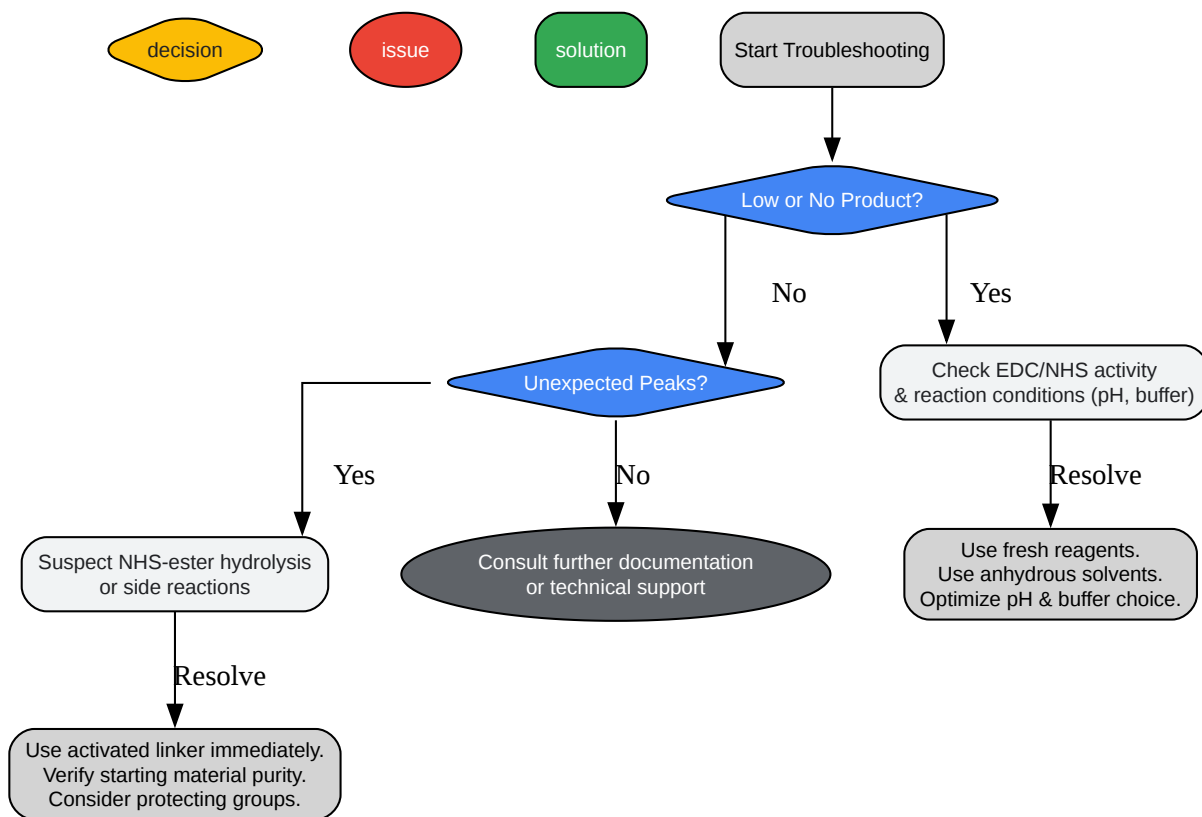 decision
issue
solution
Start Troubleshooting
Low or No Product?
No
Yes
Unexpected Peaks?
Check EDC/NHS activity
& reaction conditions (pH, buffer)
Yes
No
Resolve
Suspect NHS-ester hydrolysis
or side reactions
Consult further documentation
or technical support
Use fresh reagents.
Use anhydrous solvents.
Optimize pH & buffer choice.
Resolve
Use activated linker immediately.
Verify starting material purity.
Consider protecting groups.